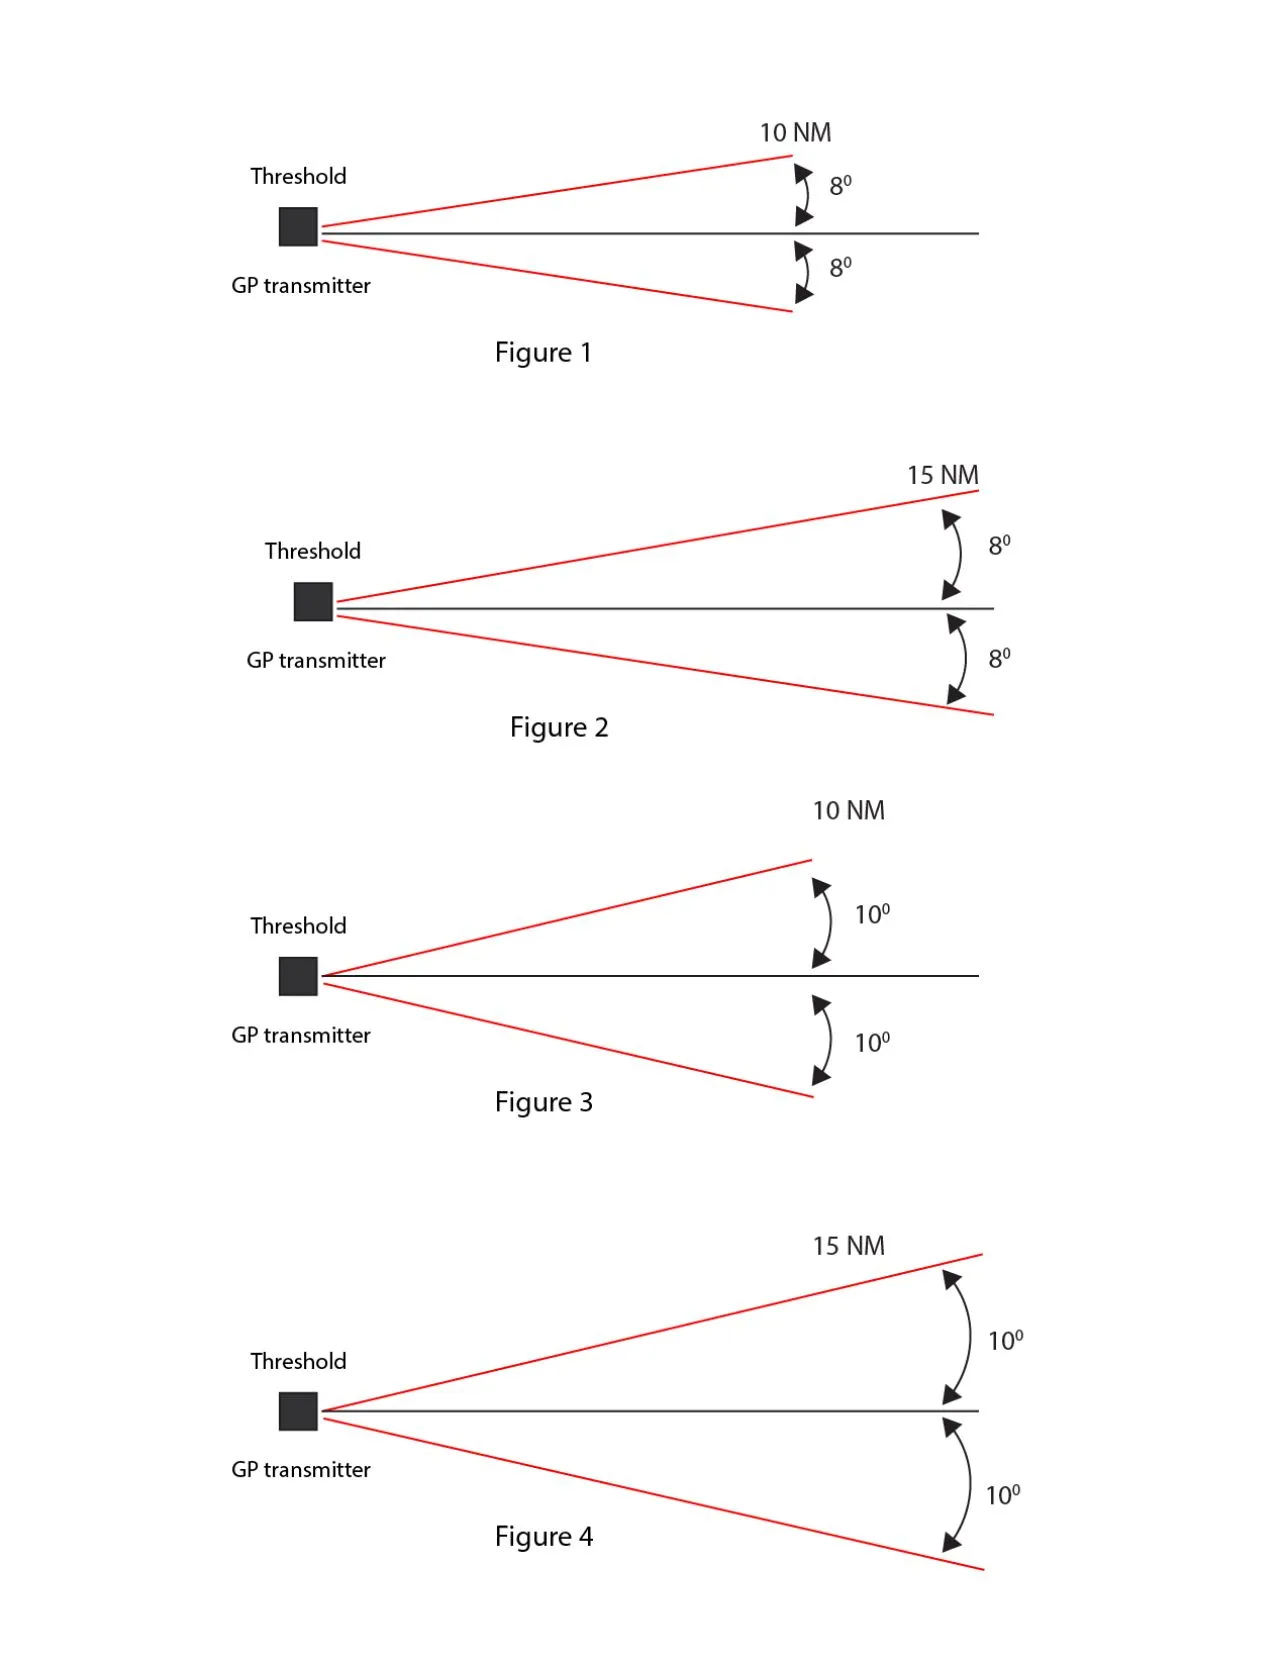 10 NM
Threshold
8⁰
8⁰
GP transmitter
Figure 1
15 NM
Threshold
8⁰
8⁰
GP transmitter
Figure 2
10 NM
Threshold
10⁰
10⁰
GP transmitter
Figure 3
15 NM
Threshold
10⁰
10⁰
GP transmitter
Figure 4